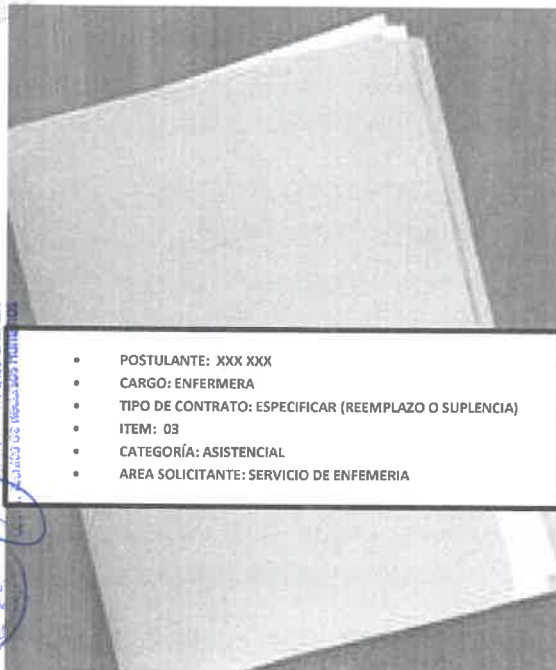 • POSTULANTE: XXX XXX
• CARGO: ENFERMERA
• TIPO DE CONTRATO: ESPECIFICAR (REEMPLAZO O SUPLENCIA)
• ITEM: 03
• CATEGORÍA: ASISTENCIAL
• AREA SOLICITANTE: SERVICIO DE ENFEMERIA